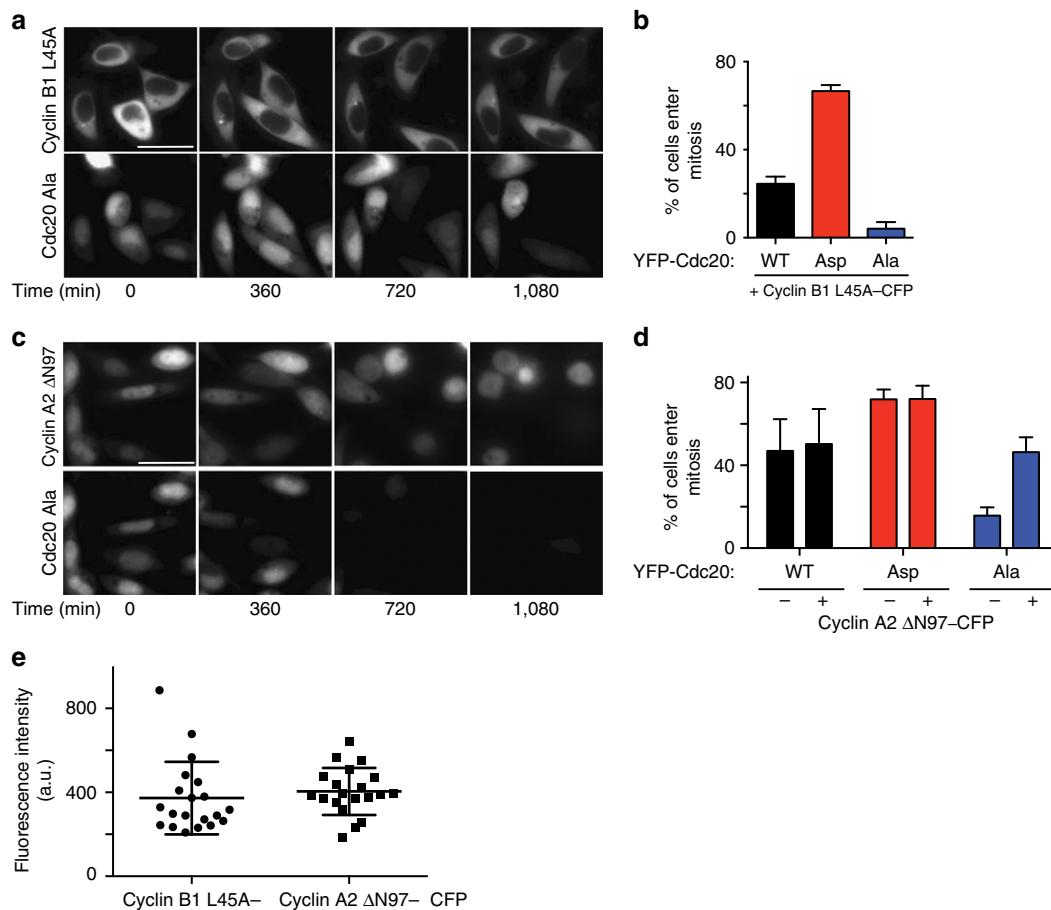 a
Cyclin B1 L45A
Cdc20 Ala
Time (min) 0 360 720 1,080
b
% of cells enter
mitosis
80
40
0
YFP-Cdc20: WT Asp Ala
+ Cyclin B1 L45A–CFP
c
Cyclin A2 ΔN97
Cdc20 Ala
Time (min) 0 360 720 1,080
d
% of cells enter
mitosis
80
40
0
YFP-Cdc20: WT Asp Ala
– + – + – +
Cyclin A2 ΔN97–CFP
e
Fluorescence intensity
(a.u.)
800
400
0
Cyclin B1 L45A– Cyclin A2 ΔN97– CFP